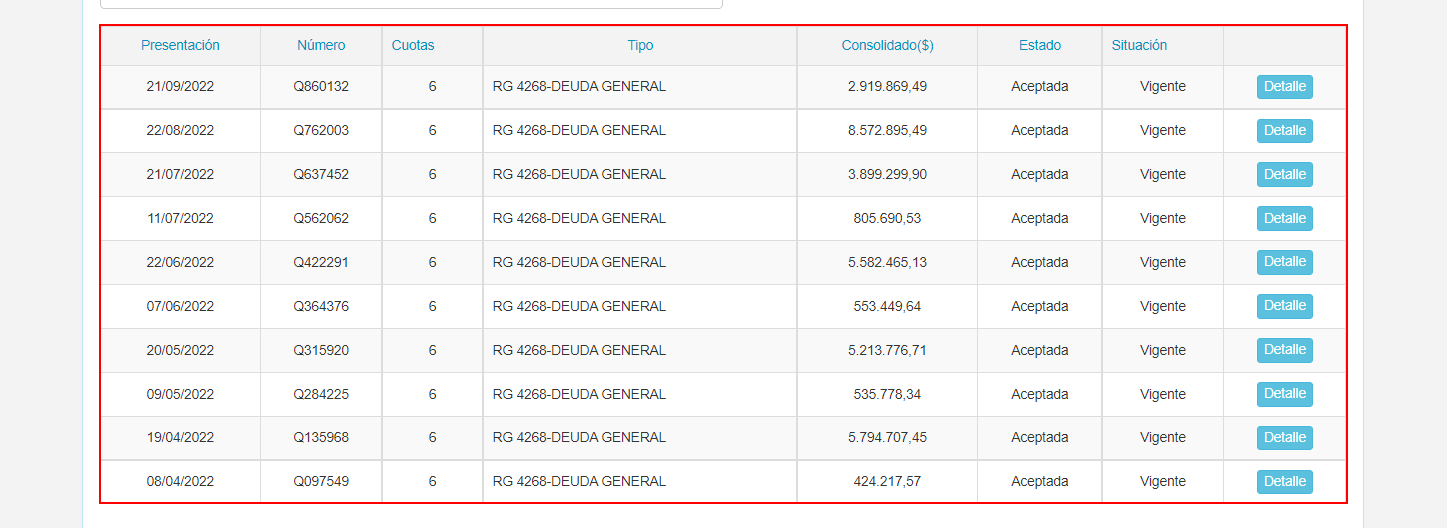 Presentación Número Cuotas Tipo Consolidado($) Estado Situación
21/09/2022 Q860132 6 RG 4268-DEUDA GENERAL 2.919.869,49 Aceptada Vigente Detalle
22/08/2022 Q762003 6 RG 4268-DEUDA GENERAL 8.572.895,49 Aceptada Vigente Detalle
21/07/2022 Q637452 6 RG 4268-DEUDA GENERAL 3.899.299,90 Aceptada Vigente Detalle
11/07/2022 Q562062 6 RG 4268-DEUDA GENERAL 805.690,53 Aceptada Vigente Detalle
22/06/2022 Q422291 6 RG 4268-DEUDA GENERAL 5.582.465,13 Aceptada Vigente Detalle
07/06/2022 Q364376 6 RG 4268-DEUDA GENERAL 553.449,64 Aceptada Vigente Detalle
20/05/2022 Q315920 6 RG 4268-DEUDA GENERAL 5.213.776,71 Aceptada Vigente Detalle
09/05/2022 Q284225 6 RG 4268-DEUDA GENERAL 535.778,34 Aceptada Vigente Detalle
19/04/2022 Q135968 6 RG 4268-DEUDA GENERAL 5.794.707,45 Aceptada Vigente Detalle
08/04/2022 Q097549 6 RG 4268-DEUDA GENERAL 424.217,57 Aceptada Vigente Detalle